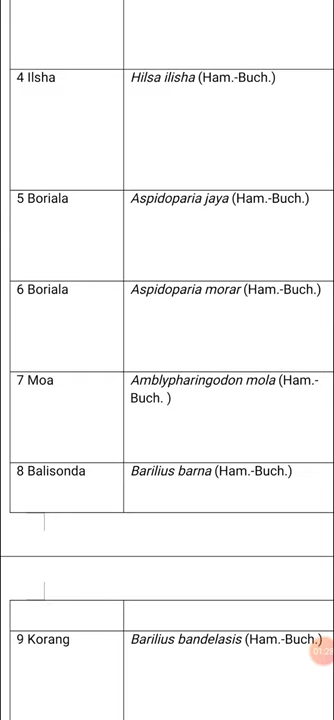 4 Ilsha Hilsa ilisha (Ham.-Buch.)
5 Boriala Aspidoparia jaya (Ham.-Buch.)
6 Boriala Aspidoparia morar (Ham.-Buch.)
7 Moa Amblypharingodon mola (Ham.-
Buch. )
8 Balisonda Barilius barna (Ham.-Buch.)
9 Korang Barilius bandelasis (Ham.-Buch.)